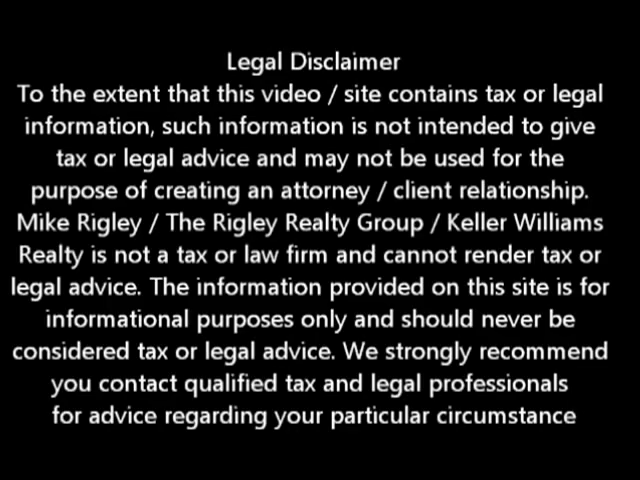 Legal Disclaimer
To the extent that this video / site contains tax or legal
information, such information is not intended to give
tax or legal advice and may not be used for the
purpose of creating an attorney / client relationship.
Mike Rigley / The Rigley Realty Group / Keller Williams
Realty is not a tax or law firm and cannot render tax or
legal advice. The information provided on this site is for
informational purposes only and should never be
considered tax or legal advice. We strongly recommend
you contact qualified tax and legal professionals
for advice regarding your particular circumstance